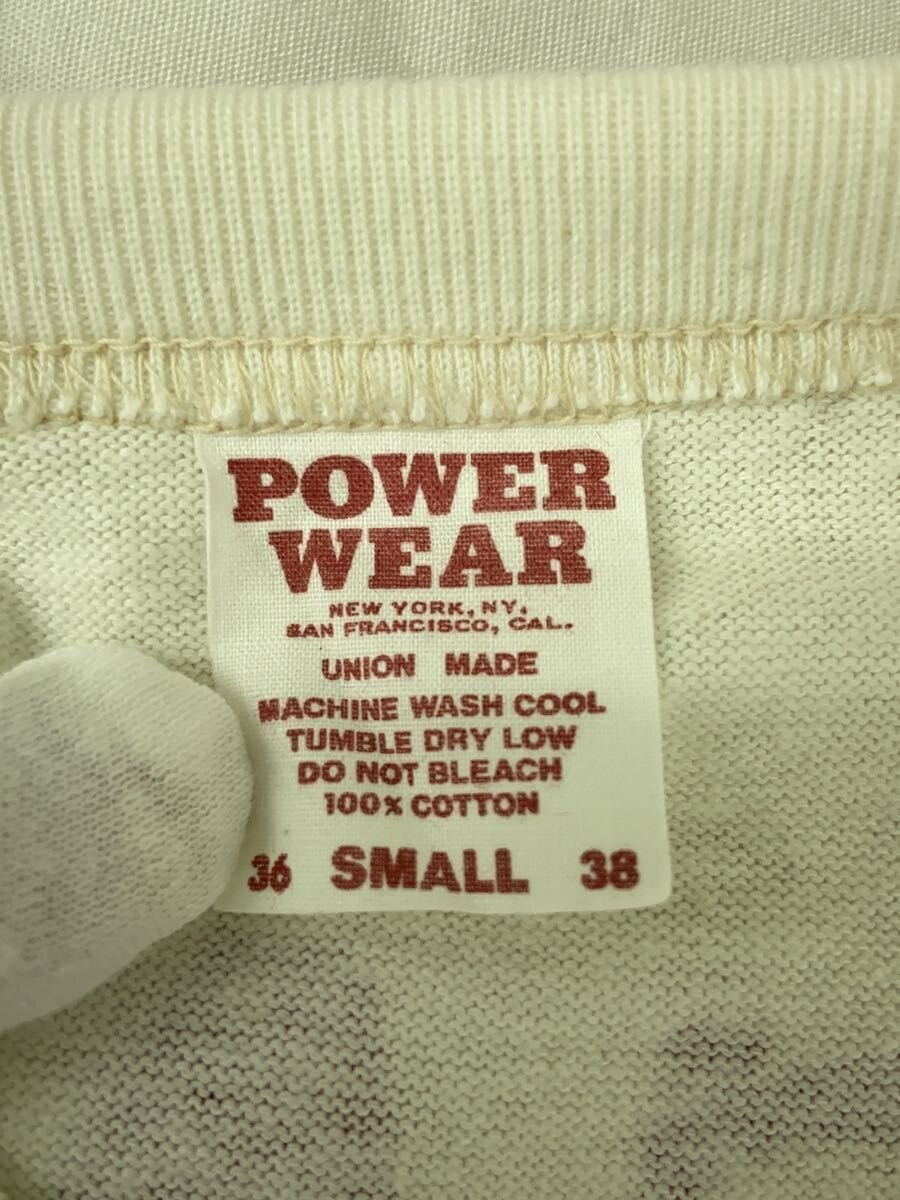 POWER
WEAR
NEW YORK, NY.
SAN FRANCISCO, CAL.
UNION MADE
MACHINE WASH COOL
TUMBLE DRY LOW
DO NOT BLEACH
100% COTTON
36 SMALL 38